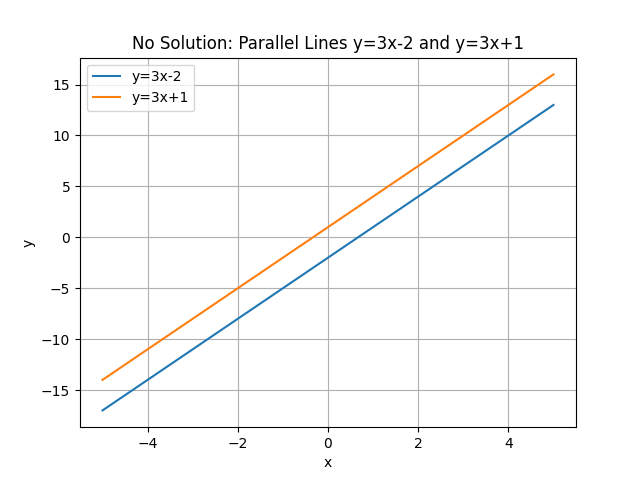 No Solution: Parallel Lines y=3x-2 and y=3x+1
y=3x-2
y=3x+1
15
10
5
0
−5
−10
−15
y
−4 −2 0 2 4
x